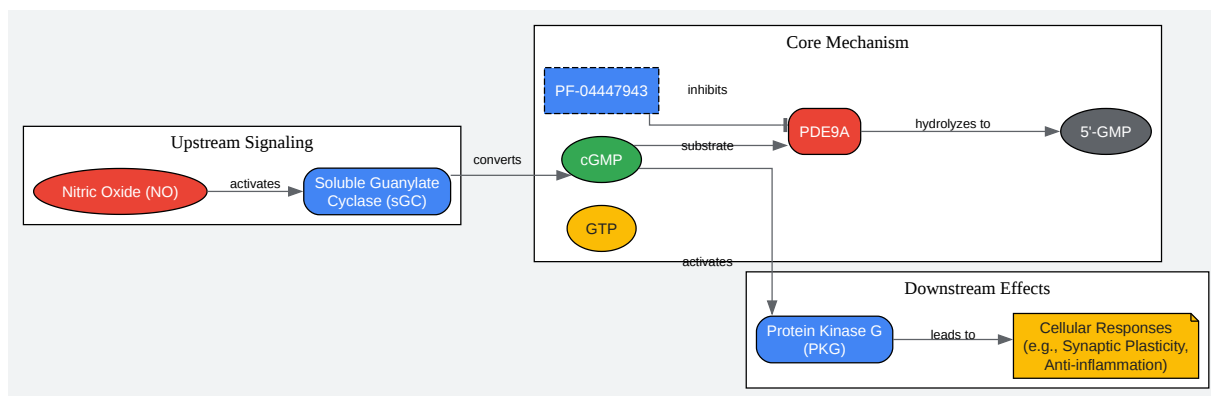 Core Mechanism
PF-04447943
inhibits
PDE9A
hydrolyzes to
5'-GMP
substrate
cGMP
GTP
Upstream Signaling
Nitric Oxide (NO)
activates
Soluble Guanylate
Cyclase (sGC)
converts
activates
Downstream Effects
Protein Kinase G
(PKG)
leads to
Cellular Responses
(e.g., Synaptic Plasticity,
Anti-inflammation)